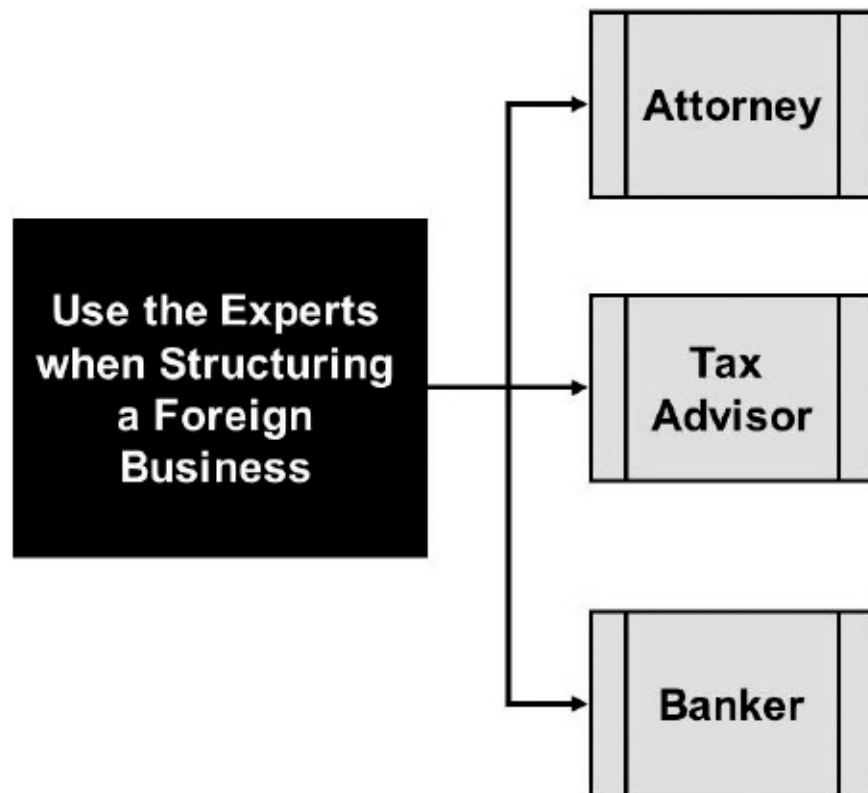 Use the Experts
when Structuring
a Foreign
Business
Attorney
Tax
Advisor
Banker